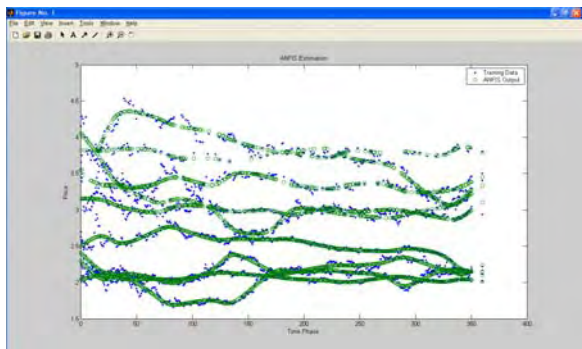 Figure No. 1
File Edit View Insert Tools Window Help
ANFIS Estimation
Training Data
ANFIS Output
5
4.5
4
3.5
3
2.5
2
1.5
Price
0 50 100 150 200 250 300 350 400
Time Phase